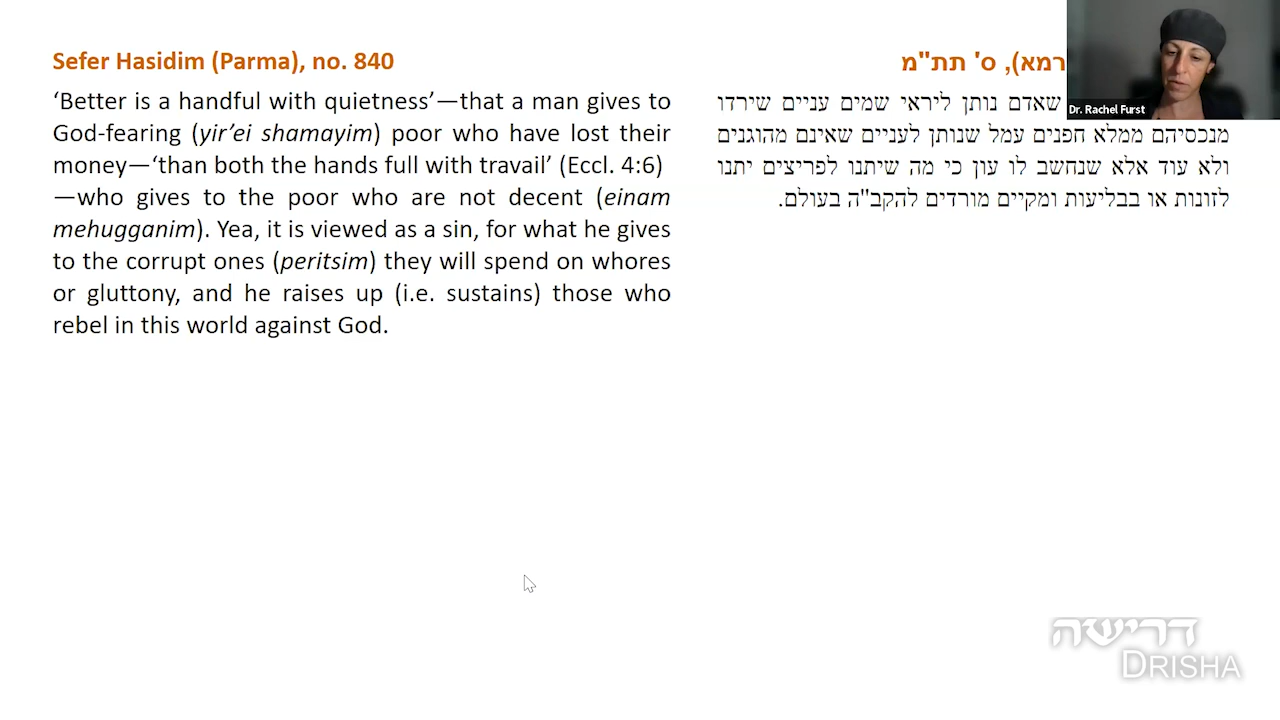 Sefer Hasidim (Parma), no. 840
‘Better is a handful with quietness’—that a man gives to
God-fearing (yir’ei shamayim) poor who have lost their
money—‘than both the hands full with travail’ (Eccl. 4:6)
—who gives to the poor who are not decent (einam
mehugganim). Yea, it is viewed as a sin, for what he gives
to the corrupt ones (peritsim) they will spend on whores
or gluttony, and he raises up (i.e. sustains) those who
rebel in this world against God.
רמא), ס' תת"מ
שאדם נותן ליראי שמים עניים שירדו
מנכסיהם ממלא חפנים עמל שנותן לעניים שאינם מהוגנים
ולא עוד אלא שנחשב לו עון כי מה שיתנו לפריצים יתנו
לזונות או בבליעות ומקיים מורדים להקב"ה בעולם.
Dr. Rachel Furst
דרישה
DRISHA